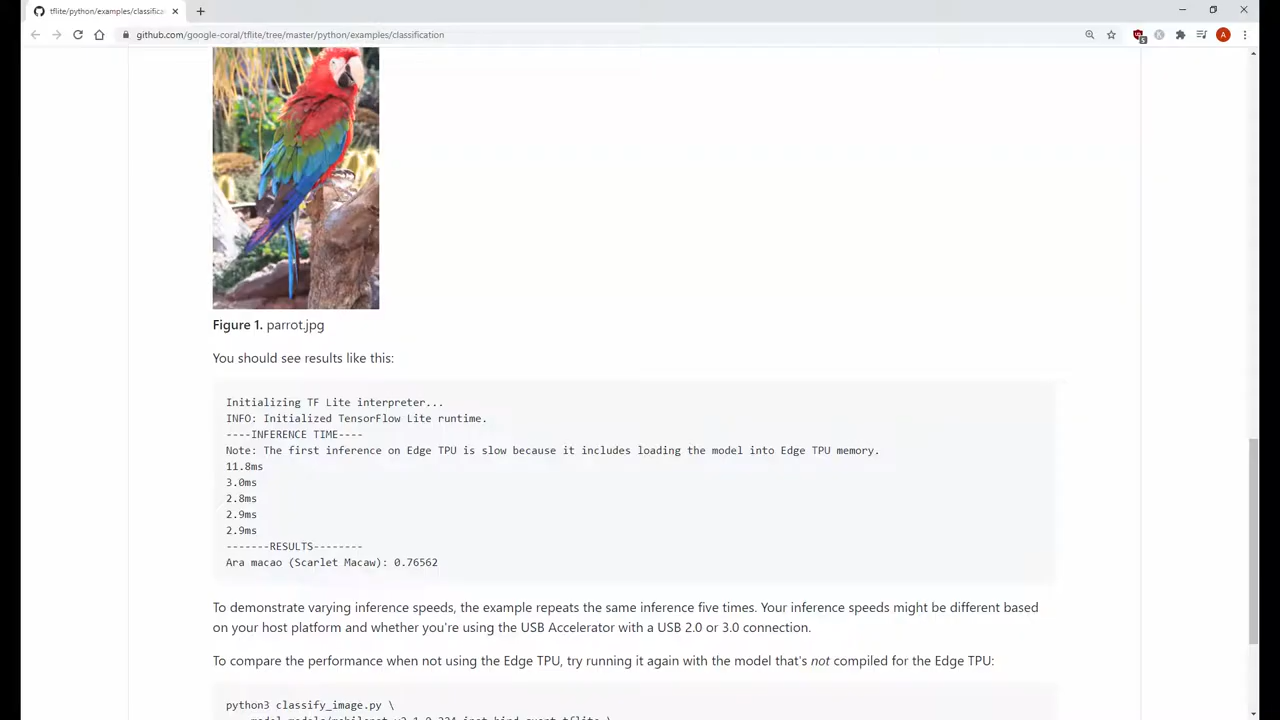 tflite/python/examples/classifica
github.com/google-coral/tflite/tree/master/python/examples/classification
A
Figure 1. parrot.jpg
You should see results like this:
Initializing TF Lite interpreter...
INFO: Initialized TensorFlow Lite runtime.
----INFERENCE TIME----
Note: The first inference on Edge TPU is slow because it includes loading the model into Edge TPU memory.
11.8ms
3.0ms
2.8ms
2.9ms
2.9ms
-------RESULTS--------
Ara macao (Scarlet Macaw): 0.76562
To demonstrate varying inference speeds, the example repeats the same inference five times. Your inference speeds might be different based
on your host platform and whether you're using the USB Accelerator with a USB 2.0 or 3.0 connection.
To compare the performance when not using the Edge TPU, try running it again with the model that's not compiled for the Edge TPU:
python3 classify_image.py \